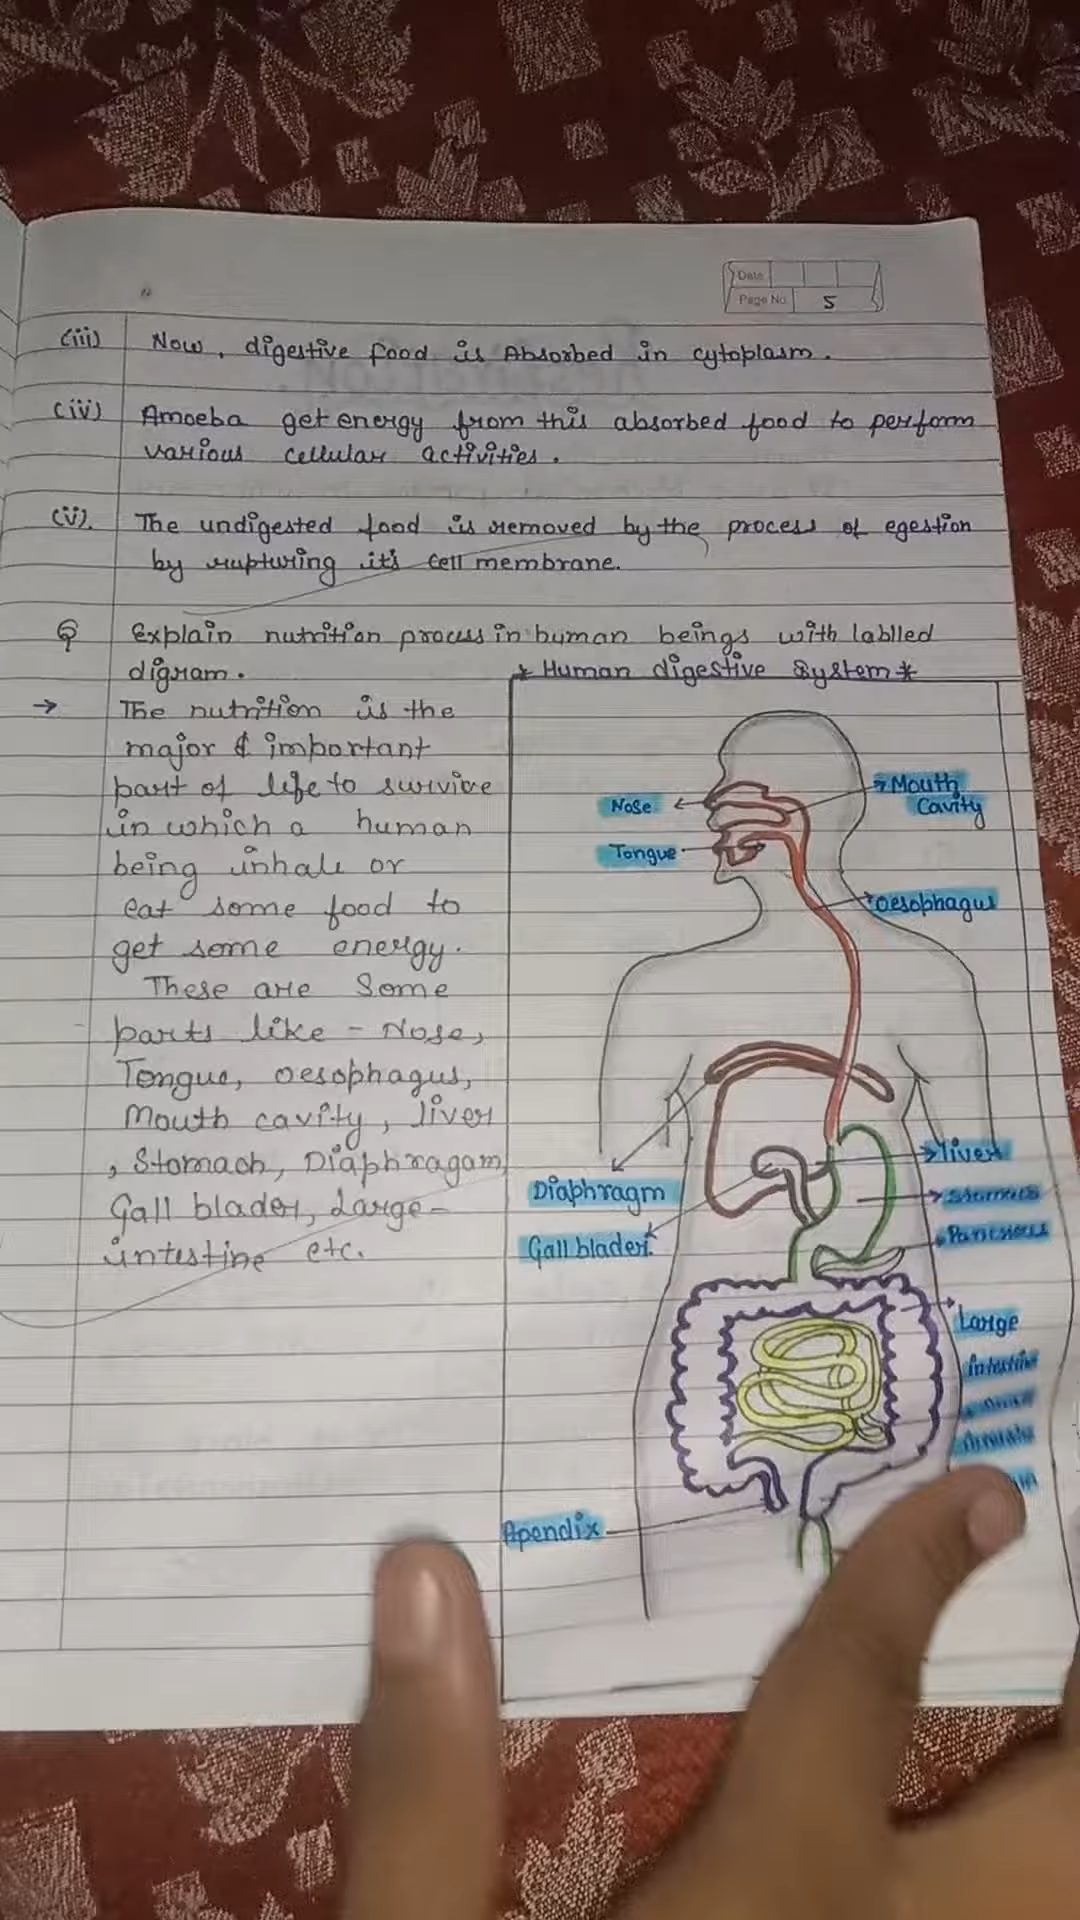 Date
Page No. 5
(iii) Now, digestive food is Absorbed in cytoplasm.
(iv) Amoeba get energy from this absorbed food to perform
various cellular activities.
(v). The undigested food is removed by the process of egestion
by rupturing it's cell membrane.
Q Explain nutrition process in human beings with lablled
digram.
* Human digestive System *
→ The nutrition is the
major & important
part of life to survive
in which a human
being inhale or
eat some food to
get some energy.
These are Some
parts like - Nose,
Tongue, oesophagus,
Mouth cavity, liver
, Stomach, Diaphragam,
Gall blader, Large-
intestine etc.
Nose
Mouth
Cavity
Tongue
Oesophagus
Diaphragm
liver
Gall blader.
Large
intestine
Apendix